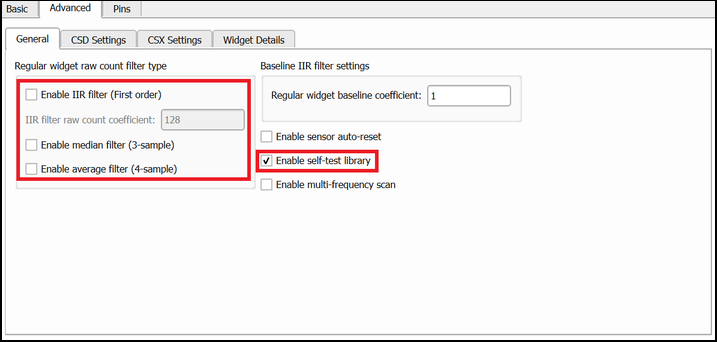 Basic Advanced Pins
General CSD Settings CSX Settings Widget Details
Regular widget raw count filter type
Enable IIR filter (First order)
IIR filter raw count coefficient: 128
Enable median filter (3-sample)
Enable average filter (4-sample)
Baseline IIR filter settings
Regular widget baseline coefficient: 1
Enable sensor auto-reset
Enable self-test library
Enable multi-frequency scan